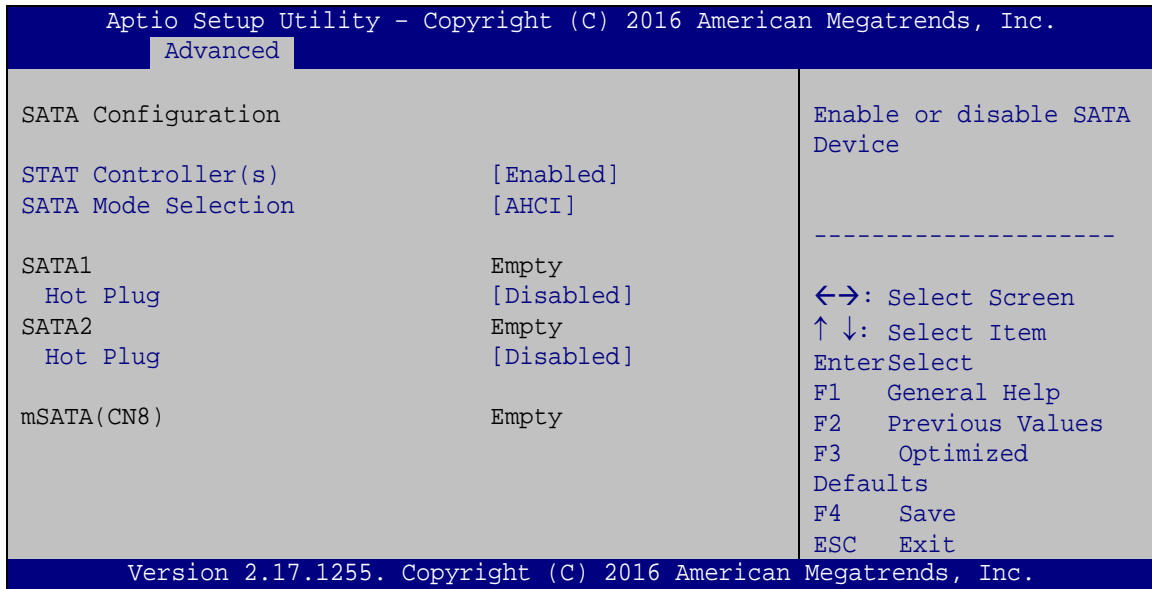 Aptio Setup Utility – Copyright (C) 2016 American Megatrends, Inc.
Advanced
SATA Configuration
STAT Controller(s) [Enabled]
SATA Mode Selection [AHCI]
SATA1 Empty
Hot Plug [Disabled]
SATA2 Empty
Hot Plug [Disabled]
mSATA(CN8) Empty
Enable or disable SATA
Device
---------------------
←→: Select Screen
↑ ↓: Select Item
EnterSelect
F1 General Help
F2 Previous Values
F3 Optimized
Defaults
F4 Save
ESC Exit
Version 2.17.1255. Copyright (C) 2016 American Megatrends, Inc.